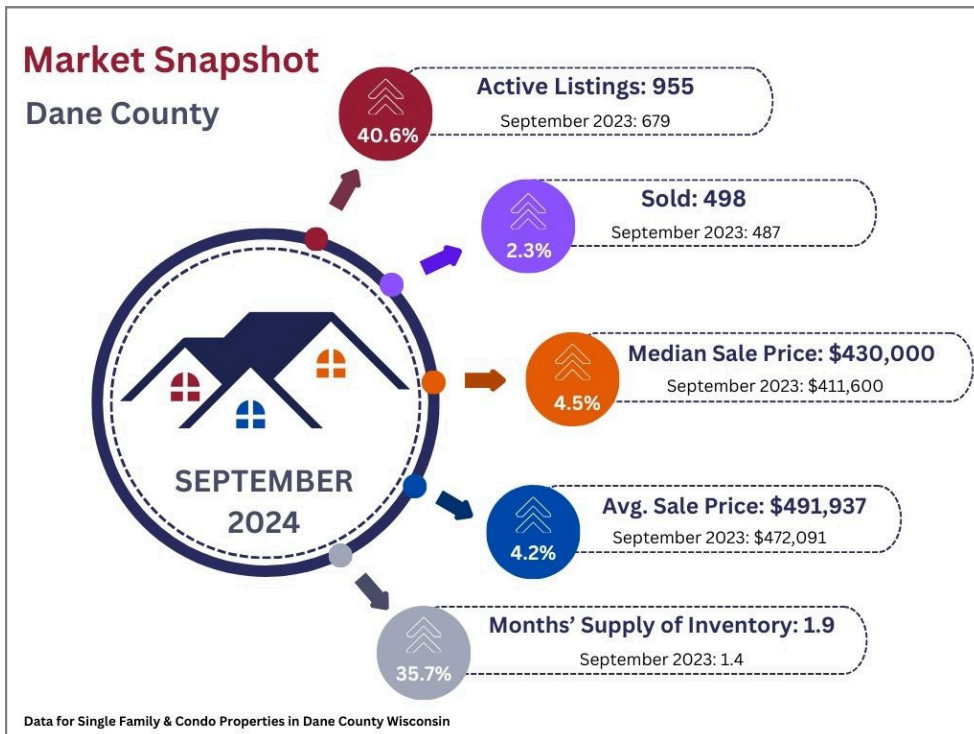 Market Snapshot
Dane County
40.6%
Active Listings: 955
September 2023: 679
2.3%
Sold: 498
September 2023: 487
4.5%
Median Sale Price: $430,000
September 2023: $411,600
SEPTEMBER
2024
4.2%
Avg. Sale Price: $491,937
September 2023: $472,091
35.7%
Months’ Supply of Inventory: 1.9
September 2023: 1.4
Data for Single Family & Condo Properties in Dane County Wisconsin